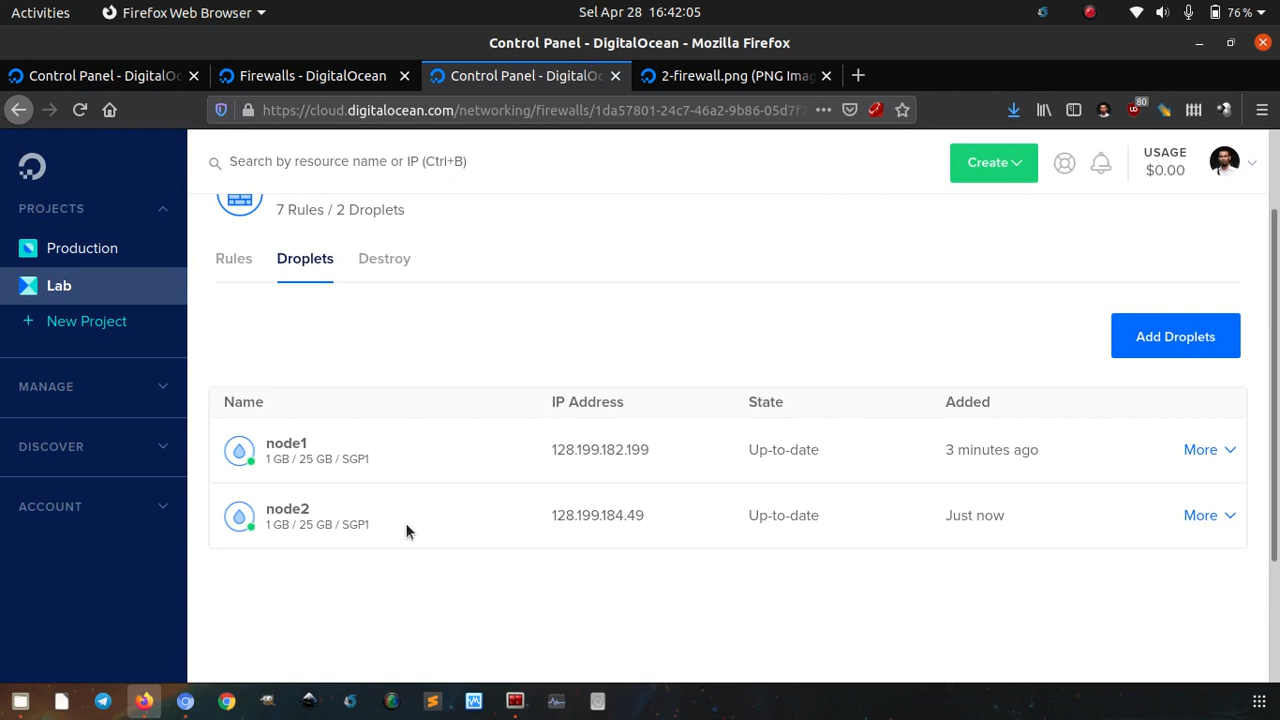 Activities
Firefox Web Browser
Sel Apr 28 16:42:05
76 %
Control Panel - DigitalOcean - Mozilla Firefox
Control Panel - DigitalO
Firewalls - DigitalOcean
Control Panel - DigitalOc
2-firewall.png (PNG Imag
https://cloud.digitalocean.com/networking/firewalls/1da57801-24c7-46a2-9b86-05d7f7
80
Search by resource name or IP (Ctrl+B)
Create
USAGE
$0.00
PROJECTS
Production
Lab
+ New Project
MANAGE
DISCOVER
ACCOUNT
7 Rules / 2 Droplets
Rules Droplets Destroy
Add Droplets
Name IP Address State Added
node1
1 GB / 25 GB / SGP1
128.199.182.199 Up-to-date 3 minutes ago More
node2
1 GB / 25 GB / SGP1
128.199.184.49 Up-to-date Just now More